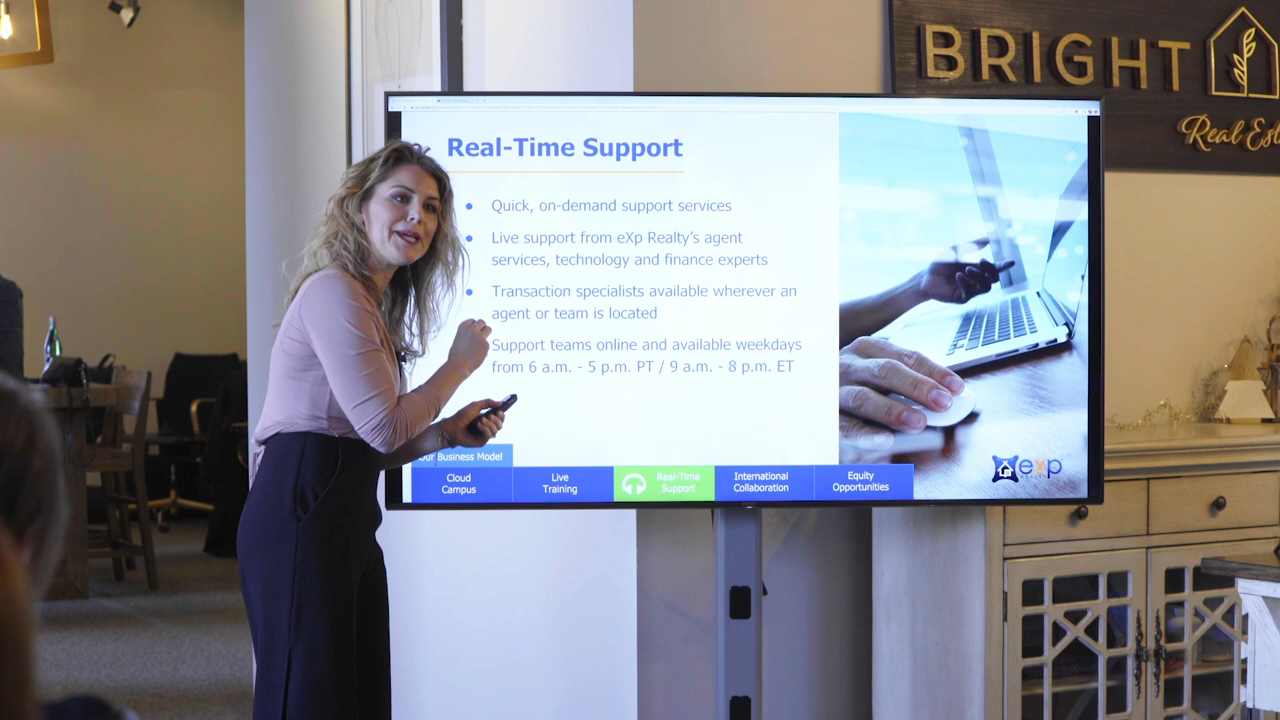 BRIGHT
Real Est
Real-Time Support
Quick, on-demand support services
Live support from eXp Realty's agent
services, technology and finance experts
Transaction specialists available wherever an
agent or team is located
Support teams online and available weekdays
from 6 a.m. - 5 p.m. PT / 9 a.m. - 8 p.m. ET
Our Business Model
Cloud
Campus
Live
Training
Real-Time
Support
International
Collaboration
Equity
Opportunities
exp